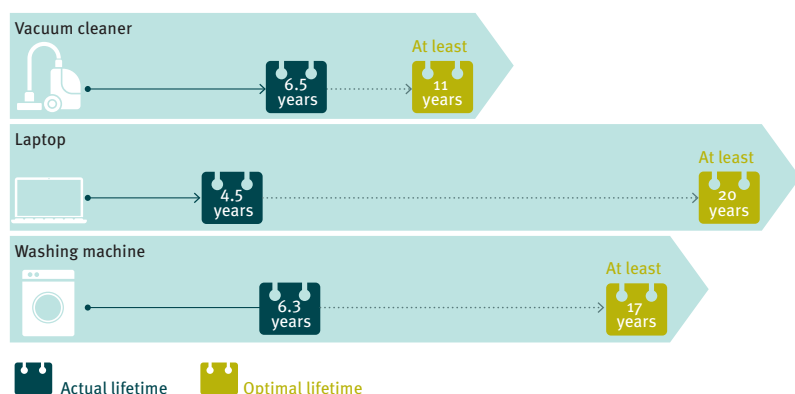 Vacuum cleaner
At least
6.5
years
11
years
Laptop
At least
4.5
years
20
years
Washing machine
At least
6.3
years
17
years
Actual lifetime
Optimal lifetime